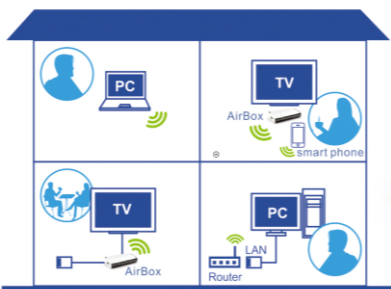 PC
TV
AirBox
smart phone
TV
AirBox
PC
LAN
Router